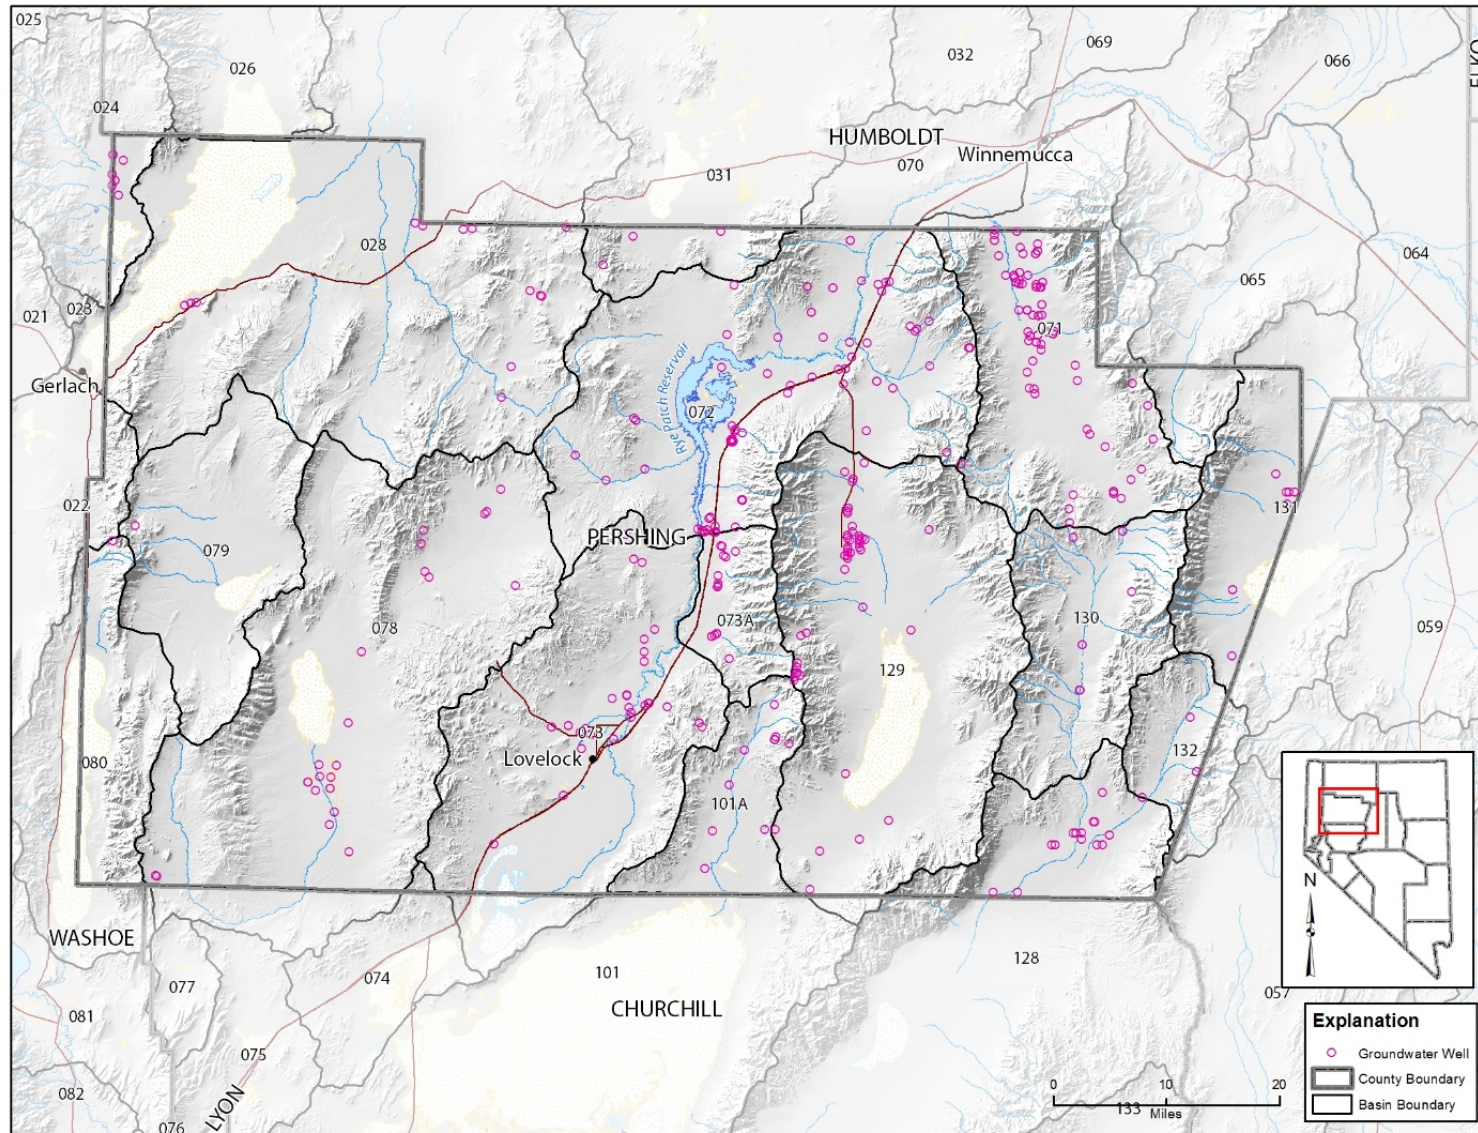 025
026
032
069
066
ELKO
024
HUMBOLDT
Winnemucca
070
031
064
028
065
023
021
071
Gerlach
Rye Patch Reservoir
072
022
131
PERSHING
079
078
073A
130
059
129
080
073
Lovelock
132
101A
N
WASHOE
128
077
074
101
057
CHURCHILL
081
075
082
LYON
076
0 10 20
Miles
133
Explanation
Groundwater Well
County Boundary
Basin Boundary